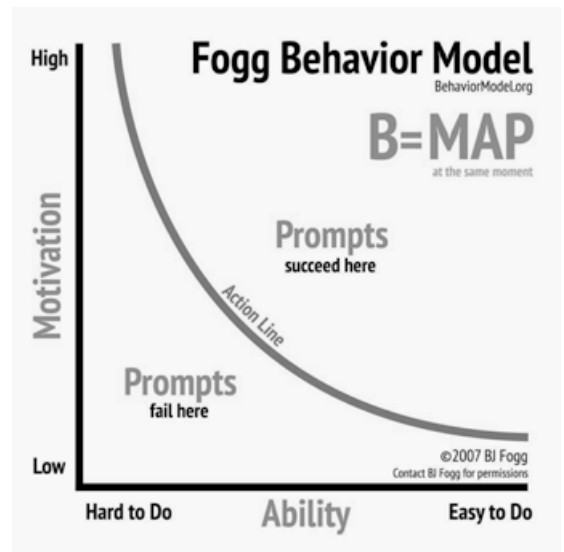 High
Fogg Behavior Model
BehaviorModel.org
B=MAP
at the same moment
Motivation
Prompts
succeed here
Action Line
Prompts
fail here
Low
©2007 BJ Fogg
Contact BJ Fogg for permissions
Hard to Do
Ability
Easy to Do